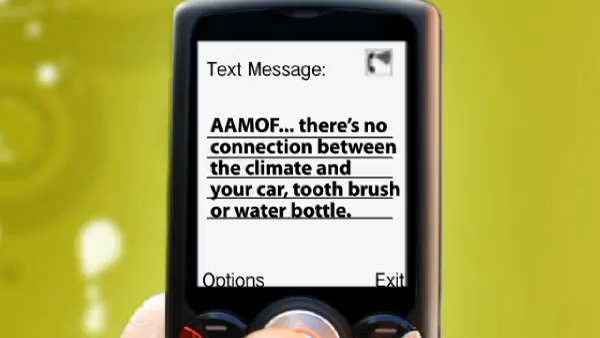 Text Message:
AAMOF... there's no
connection between
the climate and
your car, tooth brush
or water bottle.
Options Exit